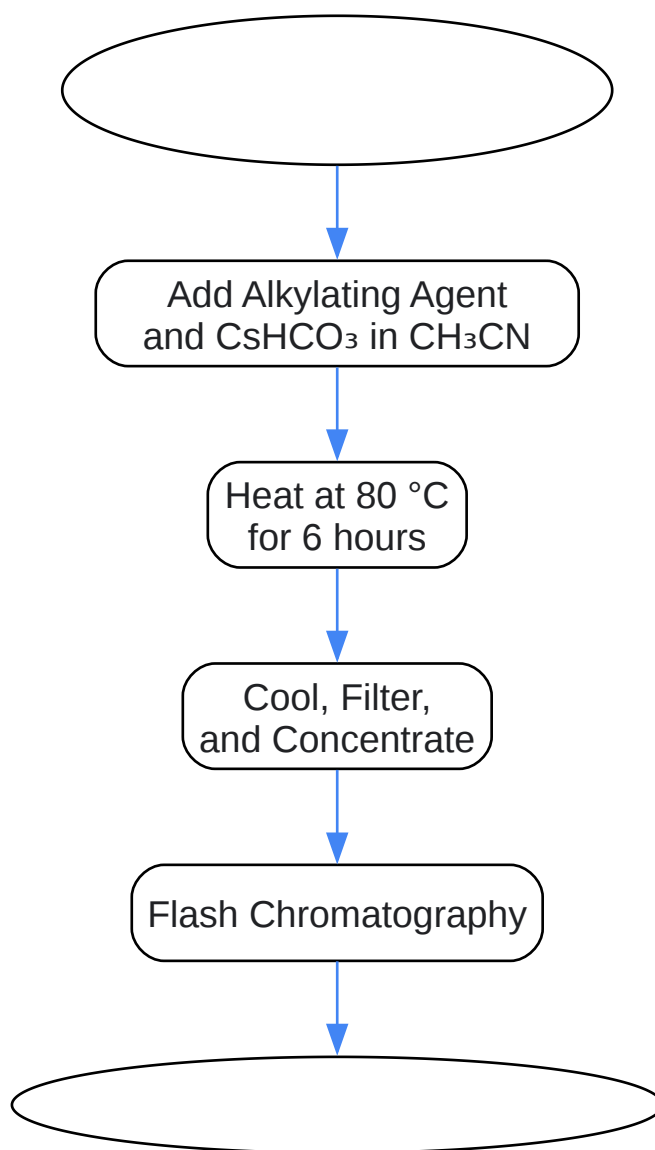 Add Alkylating Agent
and CsHCO₃ in CH₃CN
Heat at 80 °C
for 6 hours
Cool, Filter,
and Concentrate
Flash Chromatography